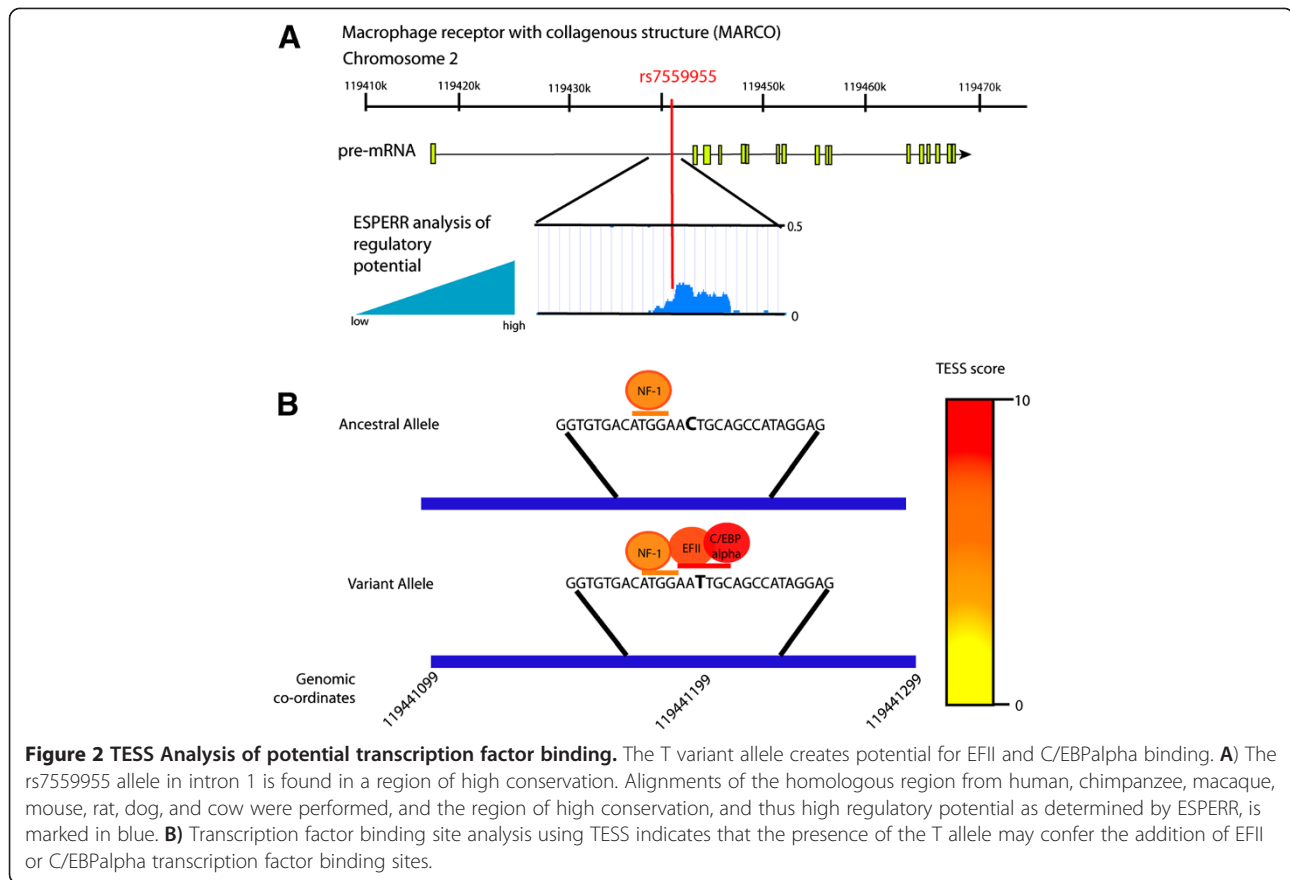 A
Macrophage receptor with collagenous structure (MARCO)
Chromosome 2
rs7559955
119410k 119420k 119430k 119450k 119460k 119470k
pre-mRNA
ESPERR analysis of
regulatory
potential
0.5
low
high
0
B
TESS score
10
NF-1
Ancestral Allele
GGTGTGACATGGAACTGCAGCCATAGGAG
NF-1 EFII C/EBP
alpha
Variant Allele
GGTGTGACATGGAATTGCAGCCATAGGAG
0
Genomic
co-ordinates
119441099
119441199
119441299
Figure 2 TESS Analysis of potential transcription factor binding. The T variant allele creates potential for EFII and C/EBPalpha binding. A) The
rs7559955 allele in intron 1 is found in a region of high conservation. Alignments of the homologous region from human, chimpanzee, macaque,
mouse, rat, dog, and cow were performed, and the region of high conservation, and thus high regulatory potential as determined by ESPERR, is
marked in blue. B) Transcription factor binding site analysis using TESS indicates that the presence of the T allele may confer the addition of EFII
or C/EBPalpha transcription factor binding sites.